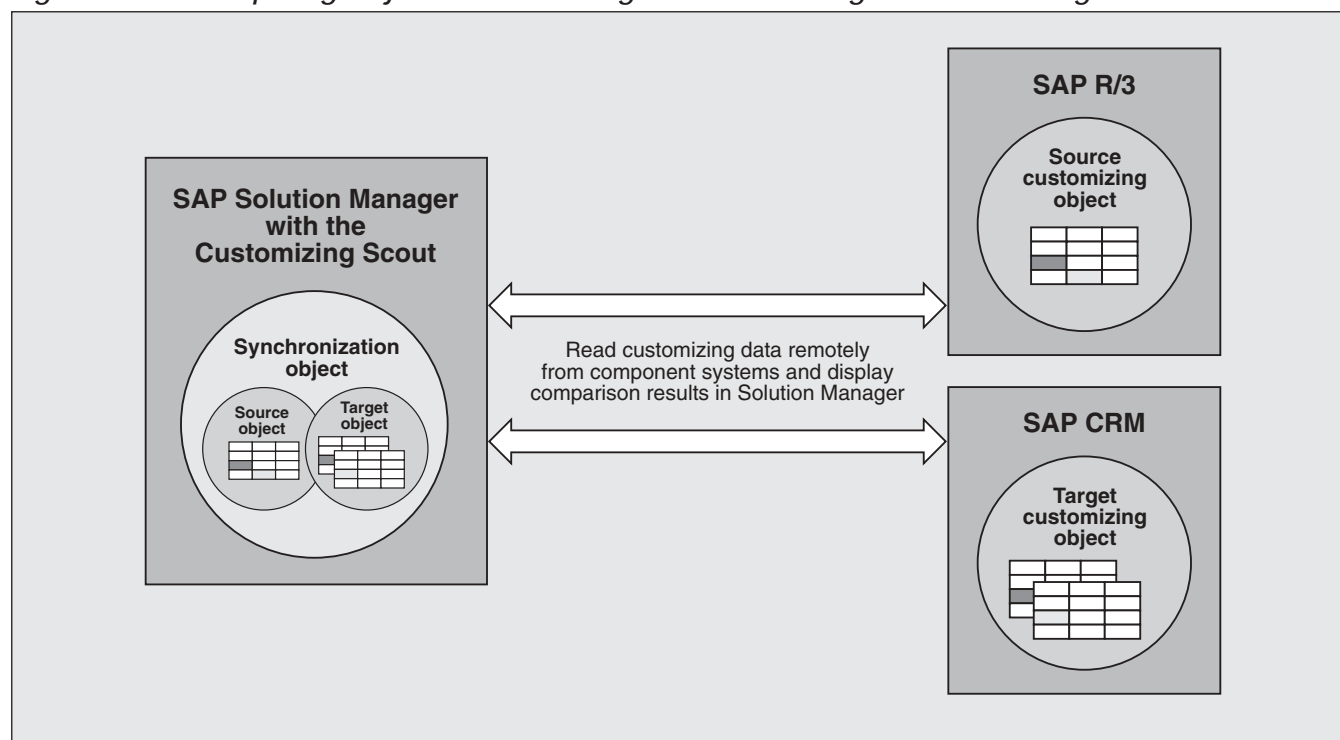 SAP Solution Manager
with the
Customizing Scout
Synchronization
object
Source
object
Target
object
Read customizing data remotely
from component systems and display
comparison results in Solution Manager
SAP R/3
Source
customizing
object
SAP CRM
Target
customizing
object